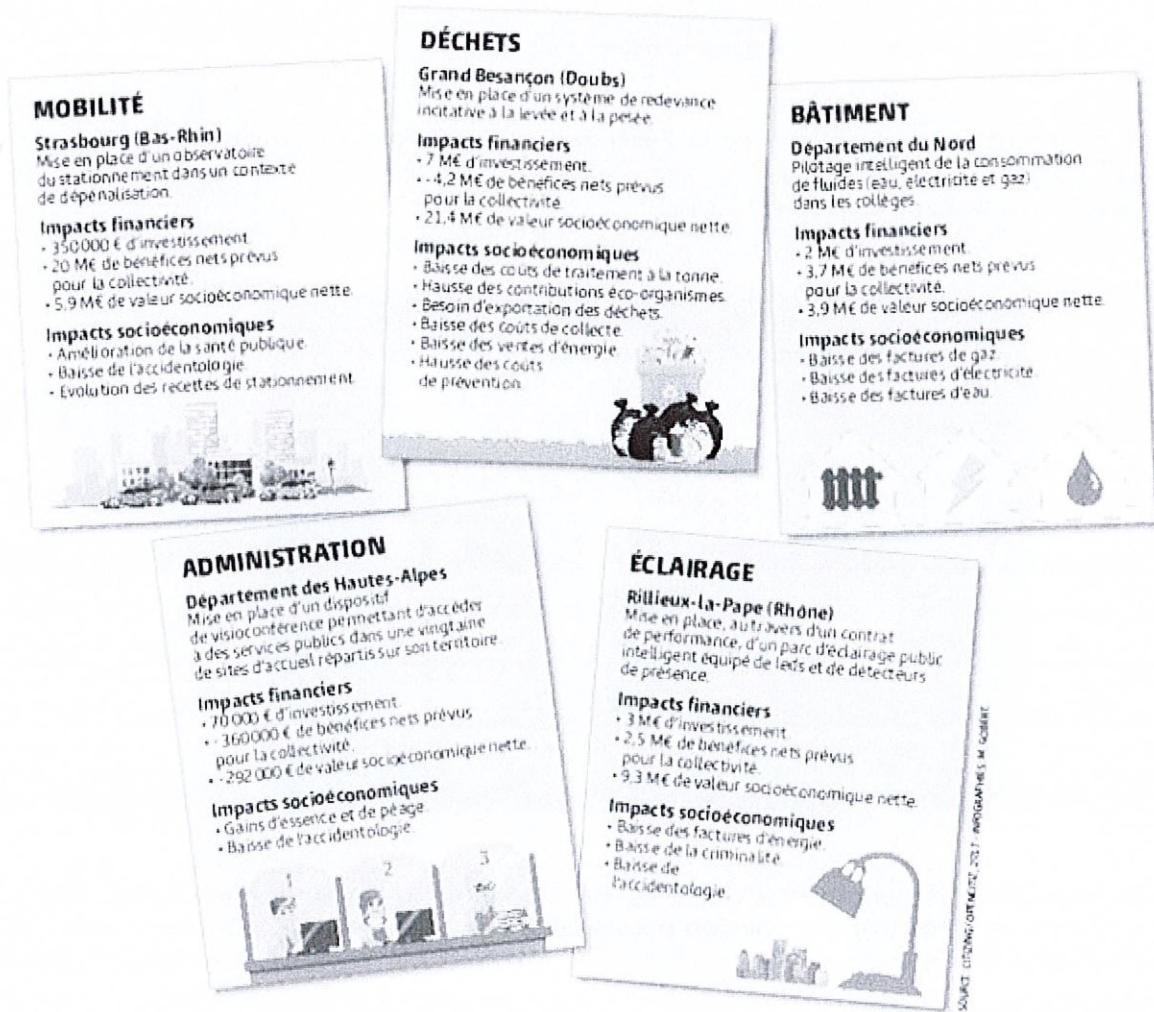 MOBILITÉ
Strasbourg (Bas-Rhin)
Mise en place d'un observatoire
du stationnement dans un contexte
de dépénalisation.
Impacts financiers
• 350 000 € d'investissement.
• 20 M€ de bénéfices nets prévus
pour la collectivité.
• 5,9 M€ de valeur socioéconomique nette.
Impacts socioéconomiques
• Amélioration de la santé publique.
• Baisse de l'accidentologie
• Évolution des recettes de stationnement
DÉCHETS
Grand Besançon (Doubs)
Mise en place d'un système de redevance
incitative à la levée et à la pesée.
Impacts financiers
• 7 M€ d'investissement.
• -4,2 M€ de bénéfices nets prévus
pour la collectivité.
• 21,4 M€ de valeur socioéconomique nette.
Impacts socioéconomiques
• Baisse des coûts de traitement à la tonne.
• Hausse des contributions éco-organismes.
• Besoin d'exportation des déchets.
• Baisse des coûts de collecte.
• Baisse des ventes d'énergie.
• Hausse des coûts
de prévention.
BÂTIMENT
Département du Nord
Pilotage intelligent de la consommation
de fluides (eau, électricité et gaz)
dans les collèges.
Impacts financiers
• 2 M€ d'investissement.
• 3,7 M€ de bénéfices nets prévus
pour la collectivité.
• 3,9 M€ de valeur socioéconomique nette.
Impacts socioéconomiques
• Baisse des factures de gaz.
• Baisse des factures d'électricité.
• Baisse des factures d'eau.
ADMINISTRATION
Département des Hautes-Alpes
Mise en place d'un dispositif
de visioconférence permettant d'accéder
à des services publics dans une vingtaine
de sites d'accueil répartis sur son territoire.
Impacts financiers
• 70 000 € d'investissement.
• -360 000 € de bénéfices nets prévus
pour la collectivité.
• -292 000 € de valeur socioéconomique nette.
Impacts socioéconomiques
• Gains d'essence et de péage.
• Baisse de l'accidentologie.
1
2
3
ÉCLAIRAGE
Rillieux-la-Pape (Rhône)
Mise en place, au travers d'un contrat
de performance, d'un parc d'éclairage public
intelligent équipé de leds et de détecteurs
de présence.
Impacts financiers
• 3 M€ d'investissement
• 2,5 M€ de bénéfices nets prévus
pour la collectivité.
• 9,3 M€ de valeur socioéconomique nette.
Impacts socioéconomiques
• Baisse des factures d'énergie.
• Baisse de la criminalité
• Baisse de
l'accidentologie.
SOURCE : CITIZING/OPENCITIZ, 2017 - INFOGRAPHIES M. GOBERT